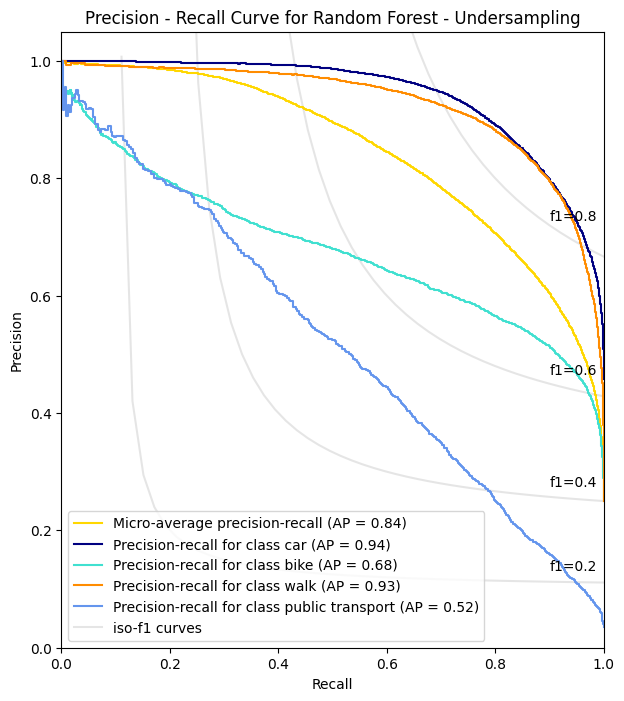 Precision - Recall Curve for Random Forest - Undersampling
1.0
0.8
0.6
0.4
0.2
0.0
Precision
f1=0.8
f1=0.6
f1=0.4
f1=0.2
Micro-average precision-recall (AP = 0.84)
Precision-recall for class car (AP = 0.94)
Precision-recall for class bike (AP = 0.68)
Precision-recall for class walk (AP = 0.93)
Precision-recall for class public transport (AP = 0.52)
iso-f1 curves
0.0 0.2 0.4 0.6 0.8 1.0
Recall